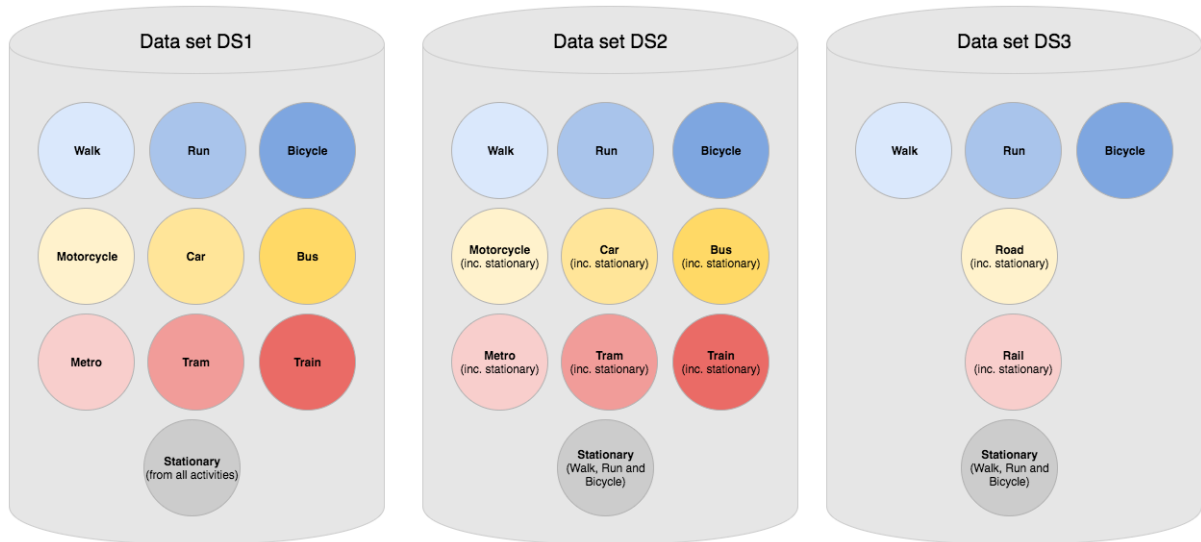 Data set DS1
Walk
Run
Bicycle
Motorcycle
Car
Bus
Metro
Tram
Train
Stationary
(from all activities)
Data set DS2
Walk
Run
Bicycle
Motorcycle
(inc. stationary)
Car
(inc. stationary)
Bus
(inc. stationary)
Metro
(inc. stationary)
Tram
(inc. stationary)
Train
(inc. stationary)
Stationary
(Walk, Run and
Bicycle)
Data set DS3
Walk
Run
Bicycle
Road
(inc. stationary)
Rail
(inc. stationary)
Stationary
(Walk, Run and
Bicycle)